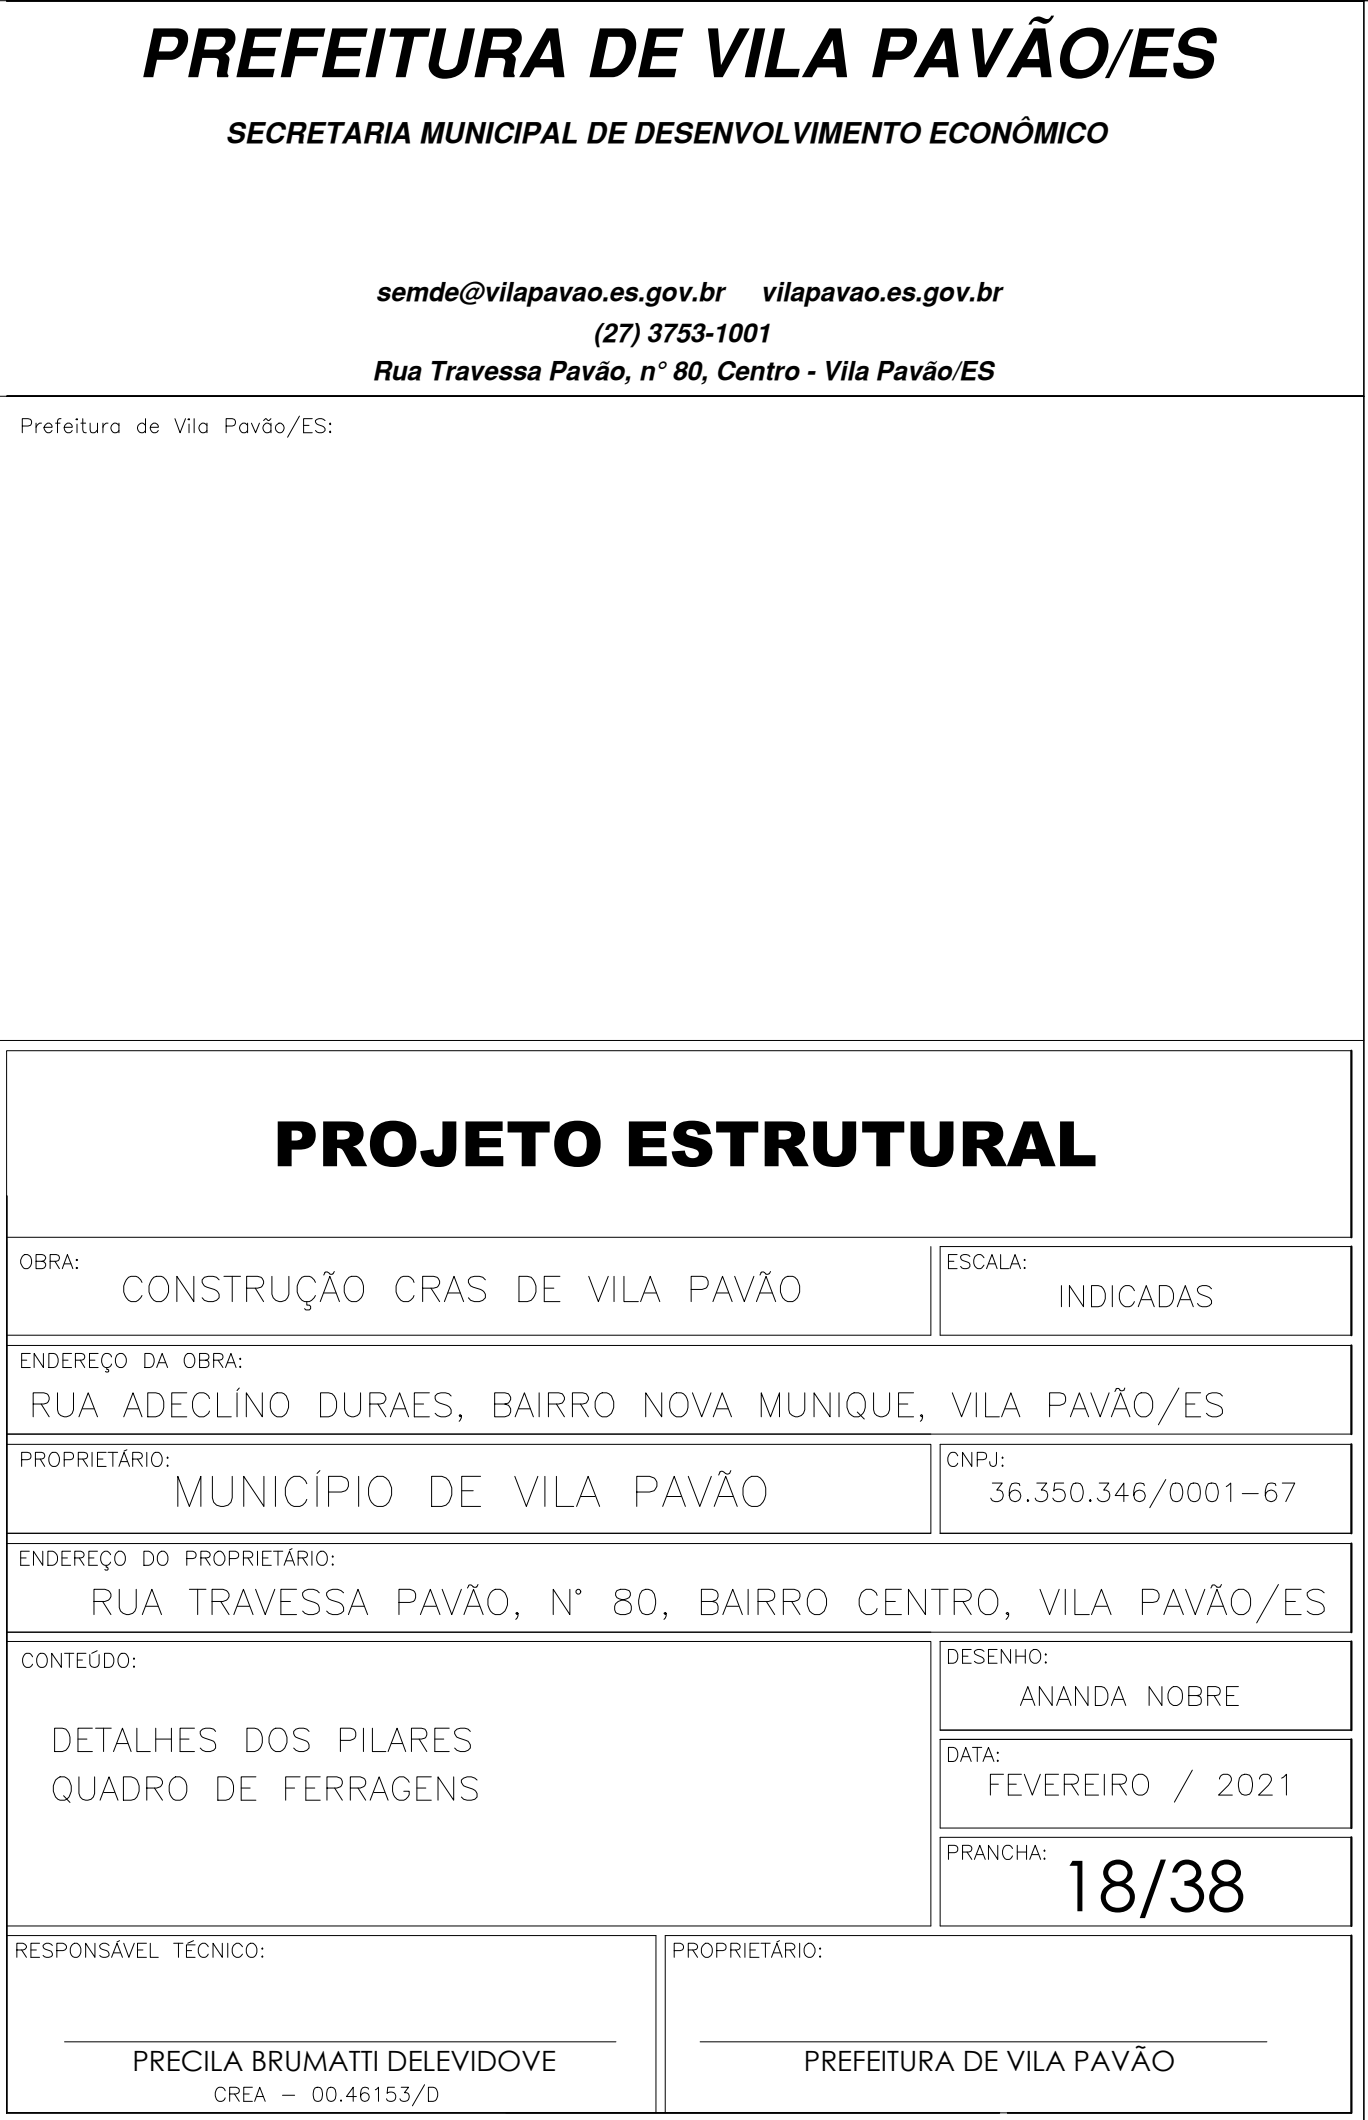 PREFEITURA DE VILA PAVÃO/ES
SECRETARIA MUNICIPAL DE DESENVOLVIMENTO ECONÔMICO
semde@vilapavao.es.gov.br vilapavao.es.gov.br
(27) 3753-1001
Rua Travessa Pavão, n° 80, Centro - Vila Pavão/ES
Prefeitura de Vila Pavão/ES:
PROJETO ESTRUTURAL
OBRA:
CONSTRUÇÃO CRAS DE VILA PAVÃO
ESCALA:
INDICADAS
ENDEREÇO DA OBRA:
RUA ADECLÍNO DURAES, BAIRRO NOVA MUNIQUE, VILA PAVÃO/ES
PROPRIETÁRIO:
MUNICÍPIO DE VILA PAVÃO
CNPJ:
36.350.346/0001-67
ENDEREÇO DO PROPRIETÁRIO:
RUA TRAVESSA PAVÃO, N° 80, BAIRRO CENTRO, VILA PAVÃO/ES
CONTEÚDO:
DETALHES DOS PILARES
QUADRO DE FERRAGENS
DESENHO:
ANANDA NOBRE
DATA:
FEVEREIRO / 2021
PRANCHA:
18/38
RESPONSÁVEL TÉCNICO:
PRECILA BRUMATTI DELEVIDOVE
CREA - 00.46153/D
PROPRIETÁRIO:
PREFEITURA DE VILA PAVÃO